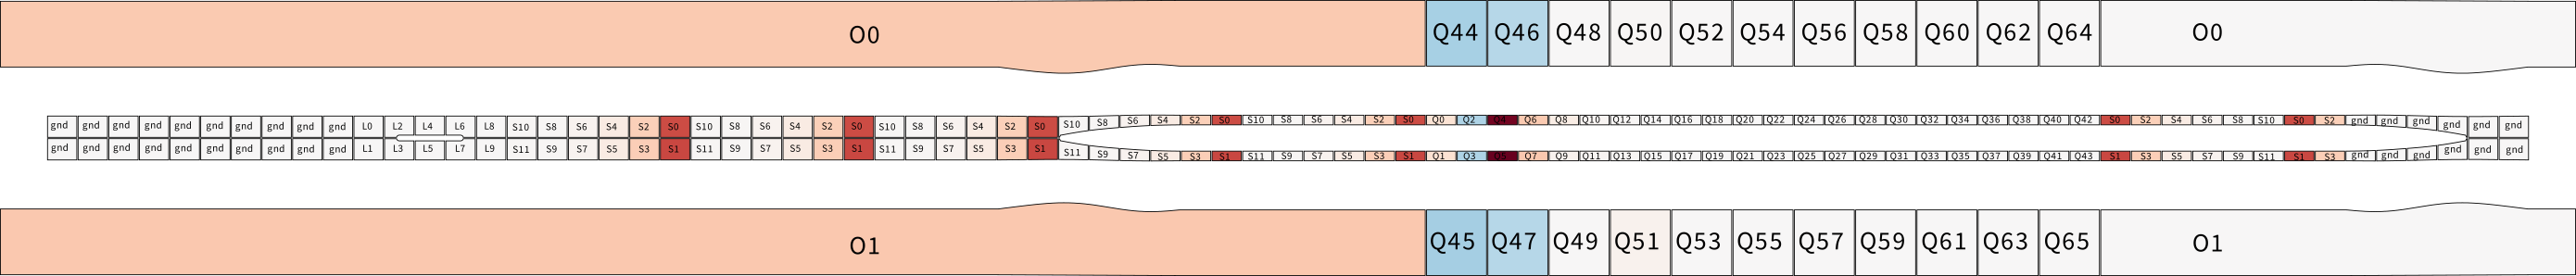 O0 Q44 Q46 Q48 Q50 Q52 Q54 Q56 Q58 Q60 Q62 Q64 O0
gnd gnd gnd gnd gnd gnd gnd gnd gnd gnd L0 L2 L4 L6 L8 S10 S8 S6 S4 S2 S0 S10 S8 S6 S4 S2 S0 S10 S8 S6 S4 S2 S0 S10 S8 S6 S4 S2 S0 S10 S8 S6 S4 S2 S0 Q0 Q2 Q4 Q6 Q8 Q10 Q12 Q14 Q16 Q18 Q20 Q22 Q24 Q26 Q28 Q30 Q32 Q34 Q36 Q38 Q40 Q42 S0 S2 S4 S6 S8 S10 S0 S2 gnd gnd gnd gnd gnd gnd
gnd gnd gnd gnd gnd gnd gnd gnd gnd gnd L1 L3 L5 L7 L9 S11 S9 S7 S5 S3 S1 S11 S9 S7 S5 S3 S1 S11 S9 S7 S5 S3 S1 S11 S9 S7 S5 S3 S1 S11 S9 S7 S5 S3 S1 Q1 Q3 Q5 Q7 Q9 Q11 Q13 Q15 Q17 Q19 Q21 Q23 Q25 Q27 Q29 Q31 Q33 Q35 Q37 Q39 Q41 Q43 S1 S3 S5 S7 S9 S11 S1 S3 gnd gnd gnd gnd gnd gnd
O1 Q45 Q47 Q49 Q51 Q53 Q55 Q57 Q59 Q61 Q63 Q65 O1